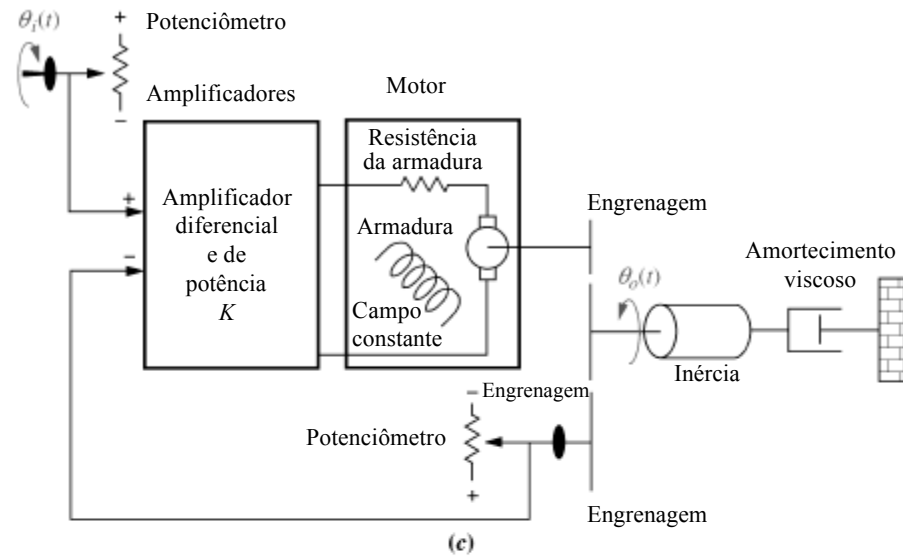 θi(t)
+
Potenciômetro
−
Amplificadores
Motor
Resistência
da armadura
+
−
Amplificador
diferencial
e de
potência
K
Armadura
Campo
constante
Engrenagem
θo(t)
Amortecimento
viscoso
Inércia
− Engrenagem
Potenciômetro
+
Engrenagem
(c)